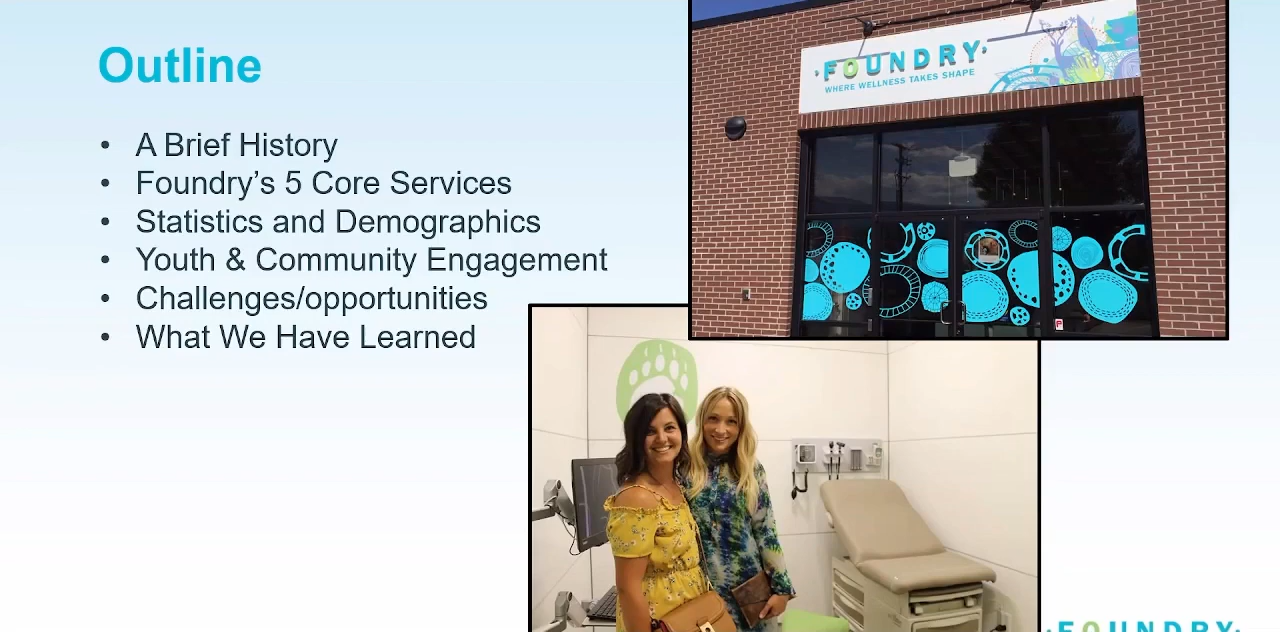 Outline
• A Brief History
• Foundry's 5 Core Services
• Statistics and Demographics
• Youth & Community Engagement
• Challenges/opportunities
• What We Have Learned
FOUNDRY
WHERE WELLNESS TAKES SHAPE
FOUNDRY